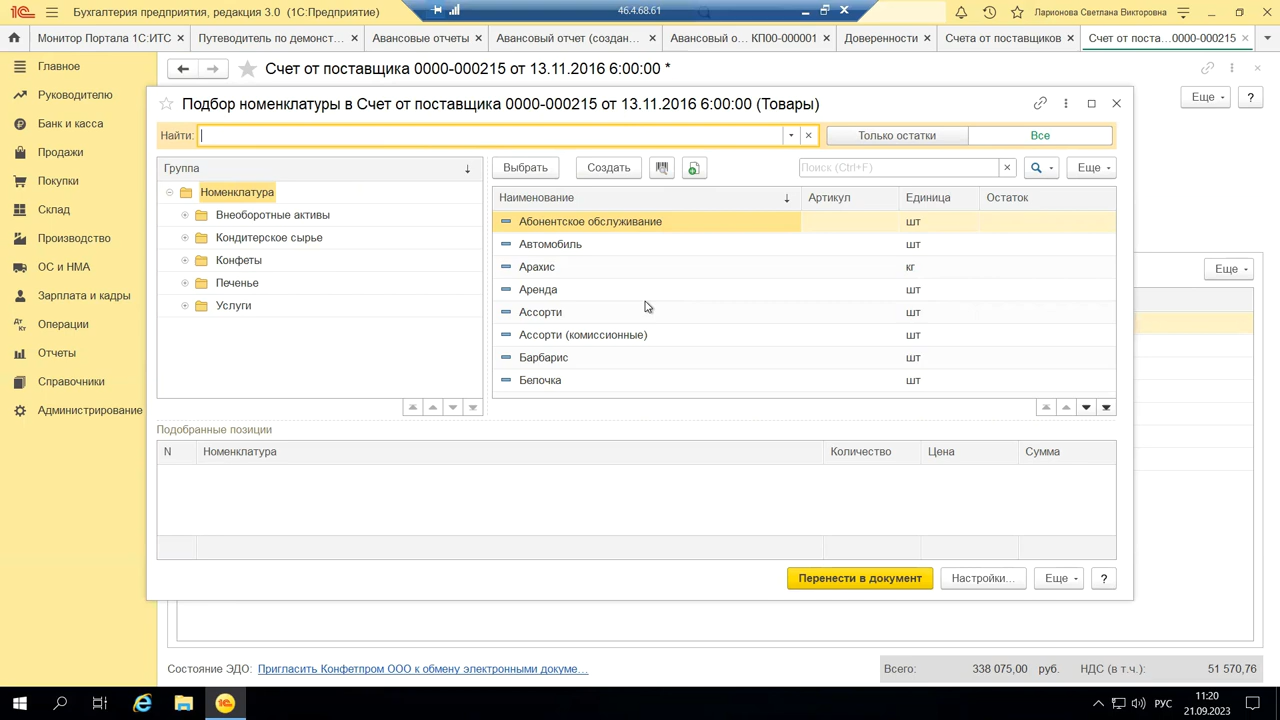 Бухгалтерия предприятия, редакция 3.0 (1С:Предприятие)
46.4.68.61
Ларионова Светлана Викторовна
Монитор Портала 1С:ИТС
Путеводитель по демонст...
Авансовые отчеты
Авансовый отчет (создан...
Авансовый о... КП00-000001
Доверенности
Счета от поставщиков
Счет от поста....0000-000215
Главное
Руководителю
Банк и касса
Продажи
Покупки
Склад
Производство
ОС и НМА
Зарплата и кадры
Операции
Отчеты
Справочники
Администрирование
Счет от поставщика 0000-000215 от 13.11.2016 6:00:00 *
Еще
?
Подбор номенклатуры в Счет от поставщика 0000-000215 от 13.11.2016 6:00:00 (Товары)
Найти:
Только остатки
Все
Группа
Номенклатура
Внеоборотные активы
Кондитерское сырье
Конфеты
Печенье
Услуги
Выбрать
Создать
Поиск (Ctrl+F)
Еще
Наименование Артикул Единица Остаток
Абонентское обслуживание шт
Автомобиль шт
Арахис кг
Аренда шт
Ассорти шт
Ассорти (комиссионные) шт
Барбарис шт
Белочка шт
Еще
Подобранные позиции
N Номенклатура Количество Цена Сумма
Перенести в документ
Настройки...
Еще
?
Состояние ЭДО: Пригласить Конфетпром ООО к обмену электронными докуме...
Всего: 338 075,00 руб. НДС (в т.ч.): 51 570,76
РУС
11:20
21.09.2023